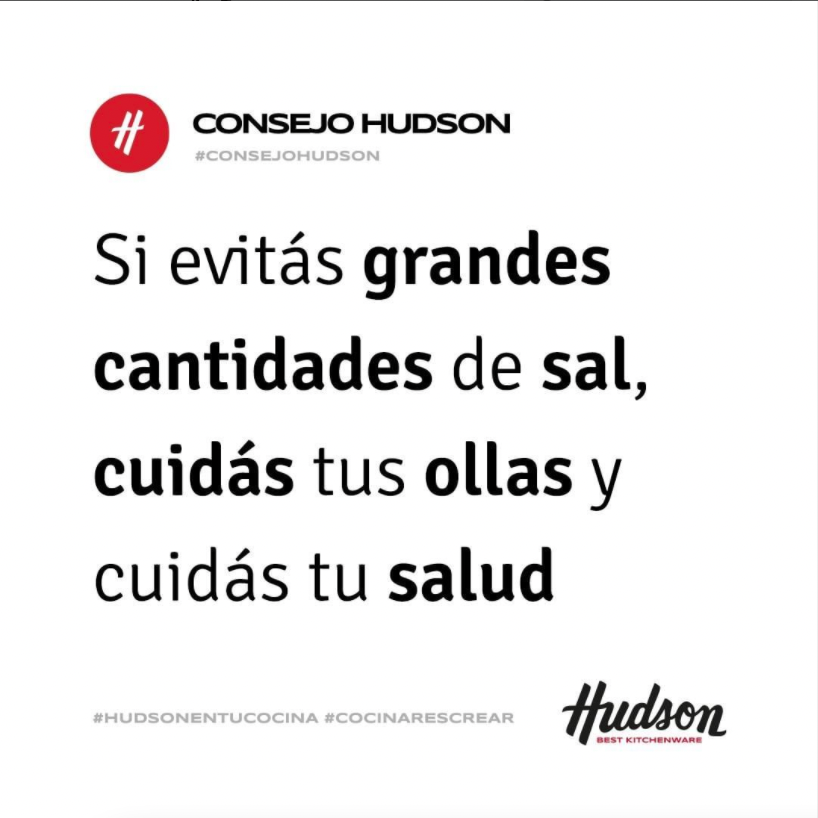 CONSEJO HUDSON
#CONSEJOHUDSON
Si evitás grandes
cantidades de sal,
cuidás tus ollas y
cuidás tu salud
#HUDSONENTUCOCINA #COCINARESCREAR
Hudson
BEST KITCHENWARE